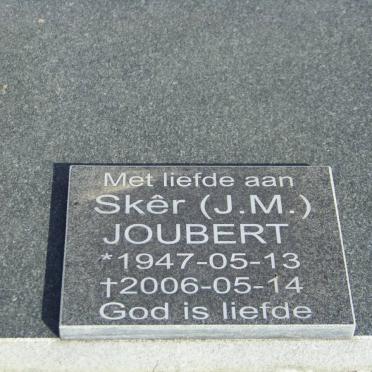 Met liefde aan
Skêr (J.M.)
JOUBERT
*1947-05-13
†2006-05-14
God is liefde